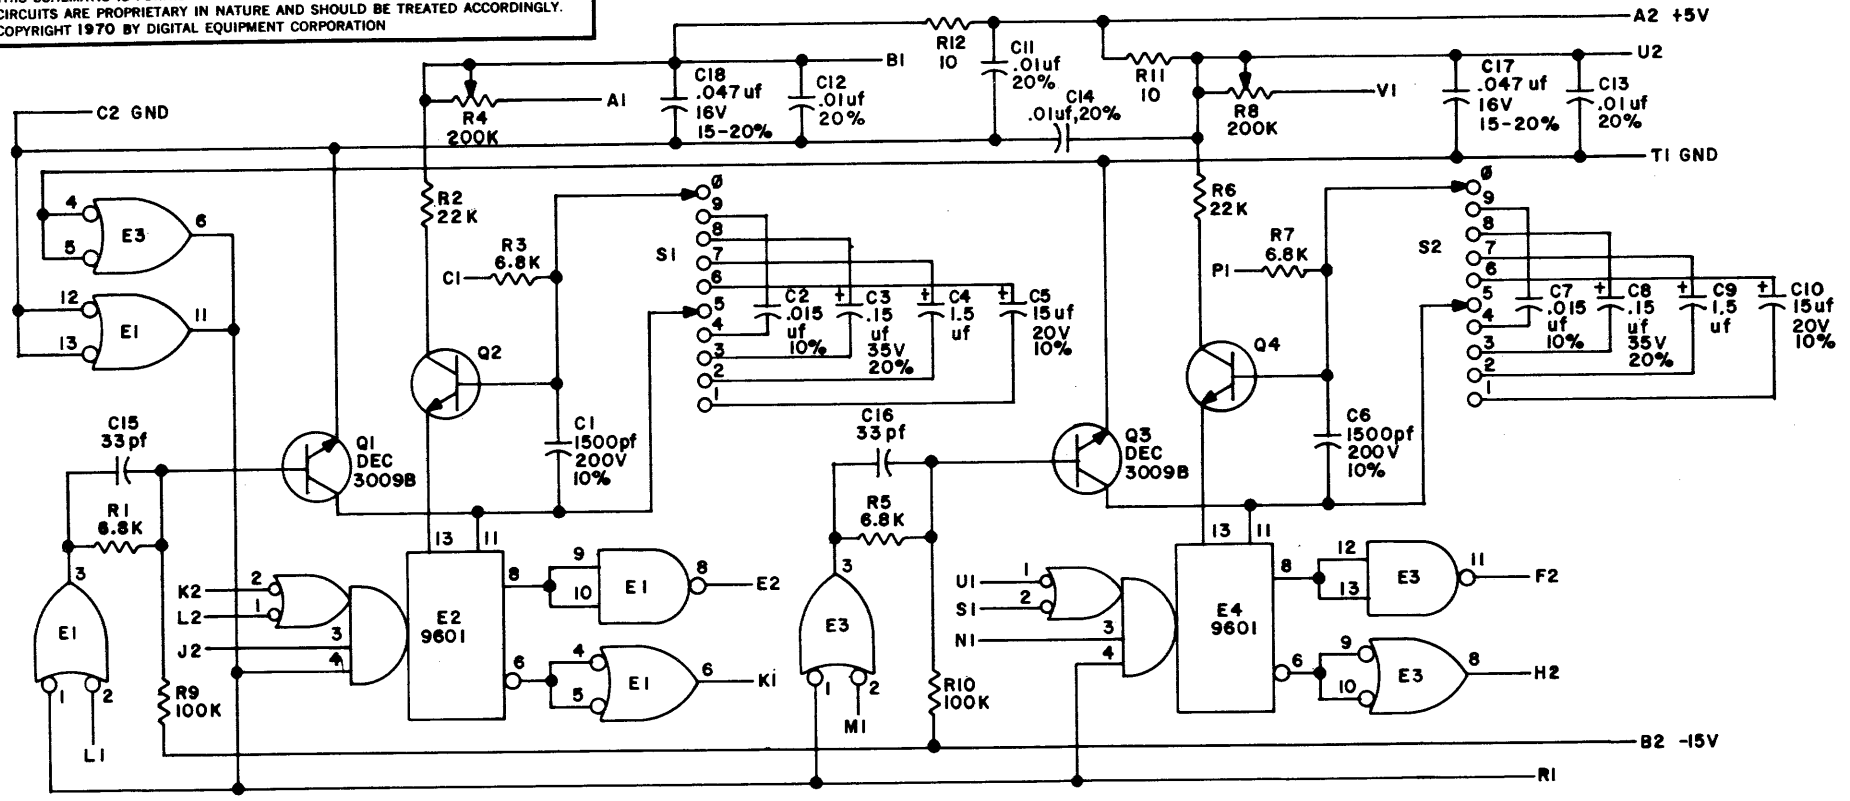 CIRCUITS ARE PROPRIETARY IN NATURE AND SHOULD BE TREATED ACCORDINGLY.
COPYRIGHT 1970 BY DIGITAL EQUIPMENT CORPORATION
A2 +5V
R12
10
C11
.01uf
20%
R11
10
U2
B1
C18
.047uf
16V
15-20%
C12
.01uf
20%
A1
R4
200K
C14
.01uf,20%
R8
200K
V1
C17
.047uf
16V
15-20%
C13
.01uf
20%
C2 GND
T1 GND
4
5
E3
6
12
13
E1
11
R2
22K
R3
6.8K
C1
S1
Ø
9
8
7
6
5
4
3
2
1
C2
.015
uf
10%
+
C3
.15
uf
35V
20%
+
C4
1.5
uf
+
C5
15uf
20V
10%
R6
22K
R7
6.8K
P1
S2
Ø
9
8
7
6
5
4
3
2
1
C7
.015
uf
10%
+
C8
.15
uf
35V
20%
+
C9
1.5
uf
+
C10
15uf
20V
10%
Q2
Q4
C15
33pf
Q1
DEC
3009B
C1
1500pf
200V
10%
C16
33pf
Q3
DEC
3009B
C6
1500pf
200V
10%
R1
6.8K
R5
6.8K
3
E1
1
2
L1
R9
100K
K2
2
L2
1
J2
3
4
13
11
E2
9601
8
6
9
10
E1
8
E2
4
5
E1
6
K1
3
E3
1
2
M1
R10
100K
U1
1
S1
2
N1
3
4
13
11
E4
9601
8
6
12
13
E3
11
F2
9
10
E3
8
H2
B2 -15V
R1